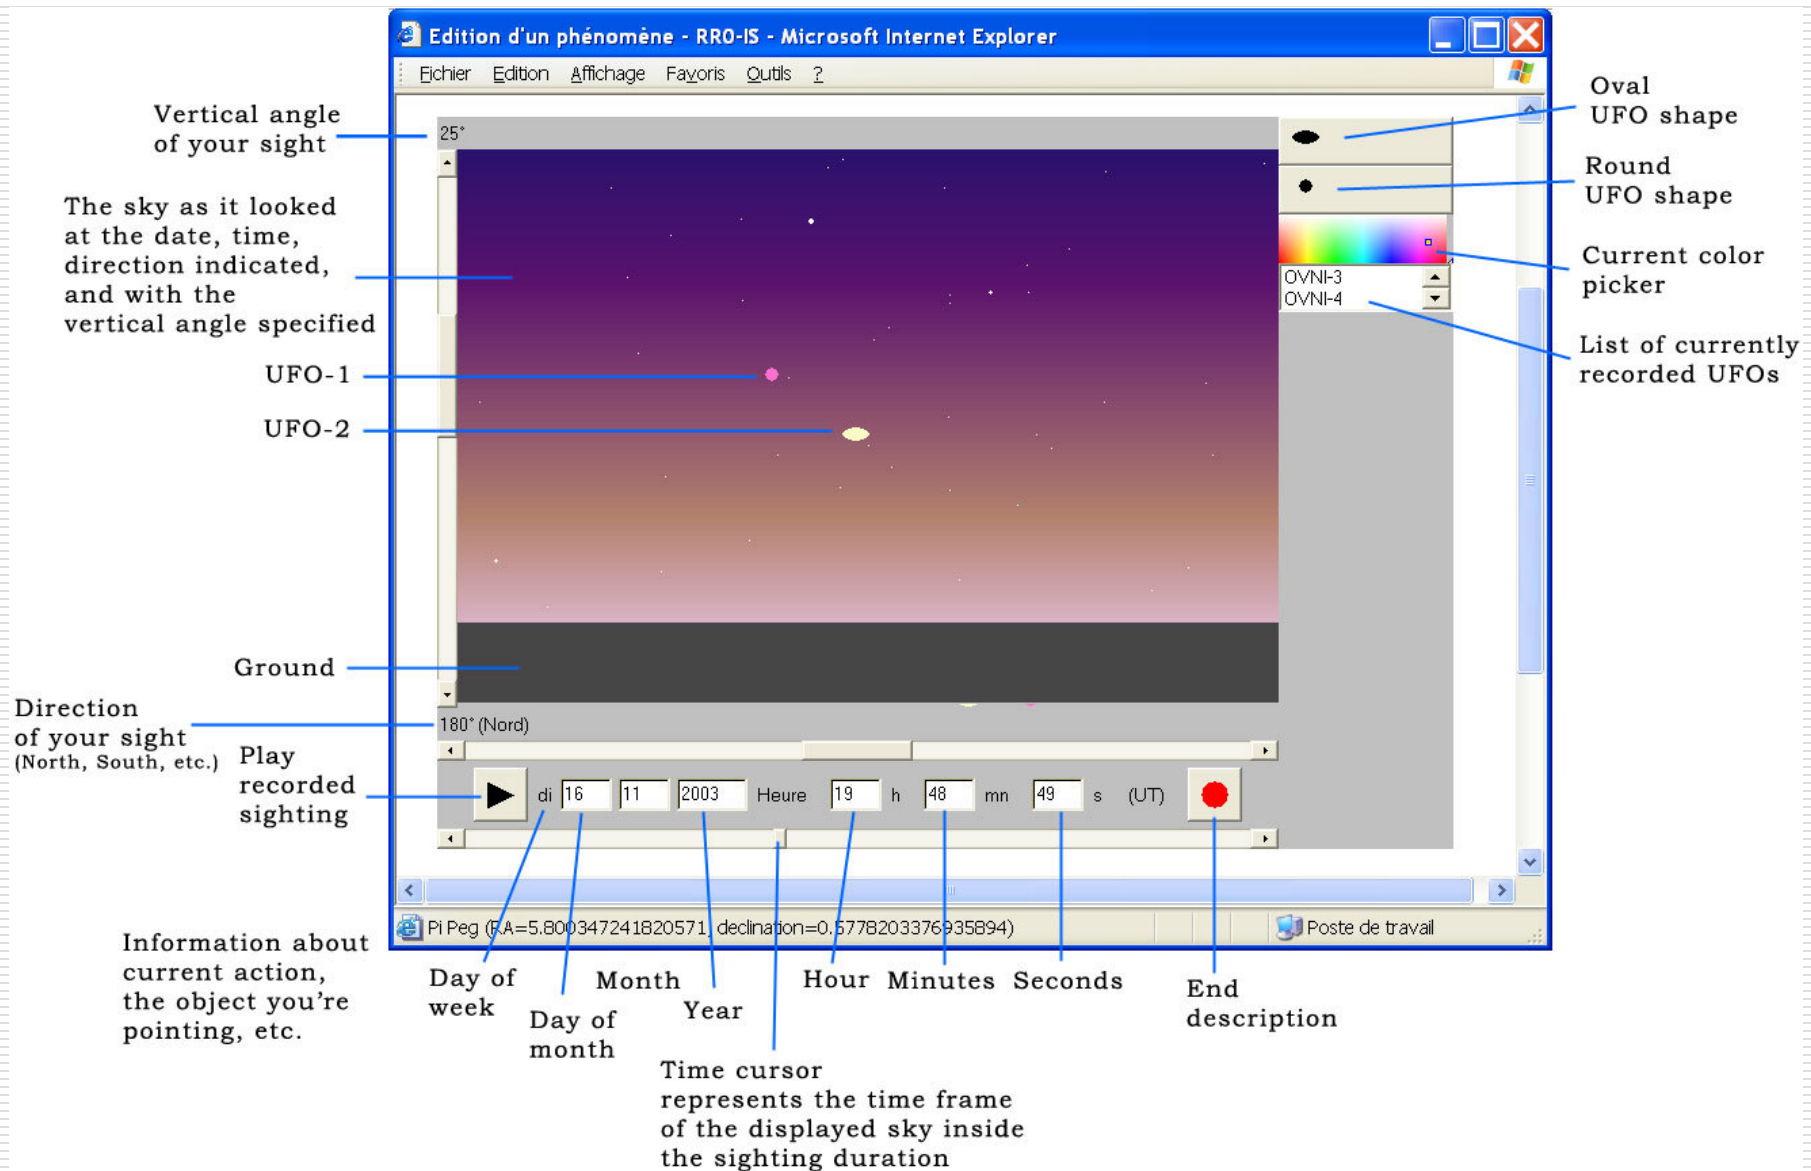 Edition d'un phénomène - RR0-IS - Microsoft Internet Explorer
Fichier Edition Affichage Favoris Outils ?
Vertical angle
of your sight
25°
The sky as it looked
at the date, time,
direction indicated,
and with the
vertical angle specified
UFO-1
UFO-2
Ground
Direction
of your sight
(North, South, etc.)
180° (Nord)
Play
recorded
sighting
di 16 11 2003 Heure 19 h 48 mn 49 s (UT)
Oval
UFO shape
Round
UFO shape
Current color
picker
OVNI-3
OVNI-4
List of currently
recorded UFOs
Pi Peg (RA=5.800347241820571, declination=0.5778203376935894)
Poste de travail
Information about
current action,
the object you're
pointing, etc.
Day of
week
Day of
month
Month
Year
Hour
Minutes
Seconds
End
description
Time cursor
represents the time frame
of the displayed sky inside
the sighting duration